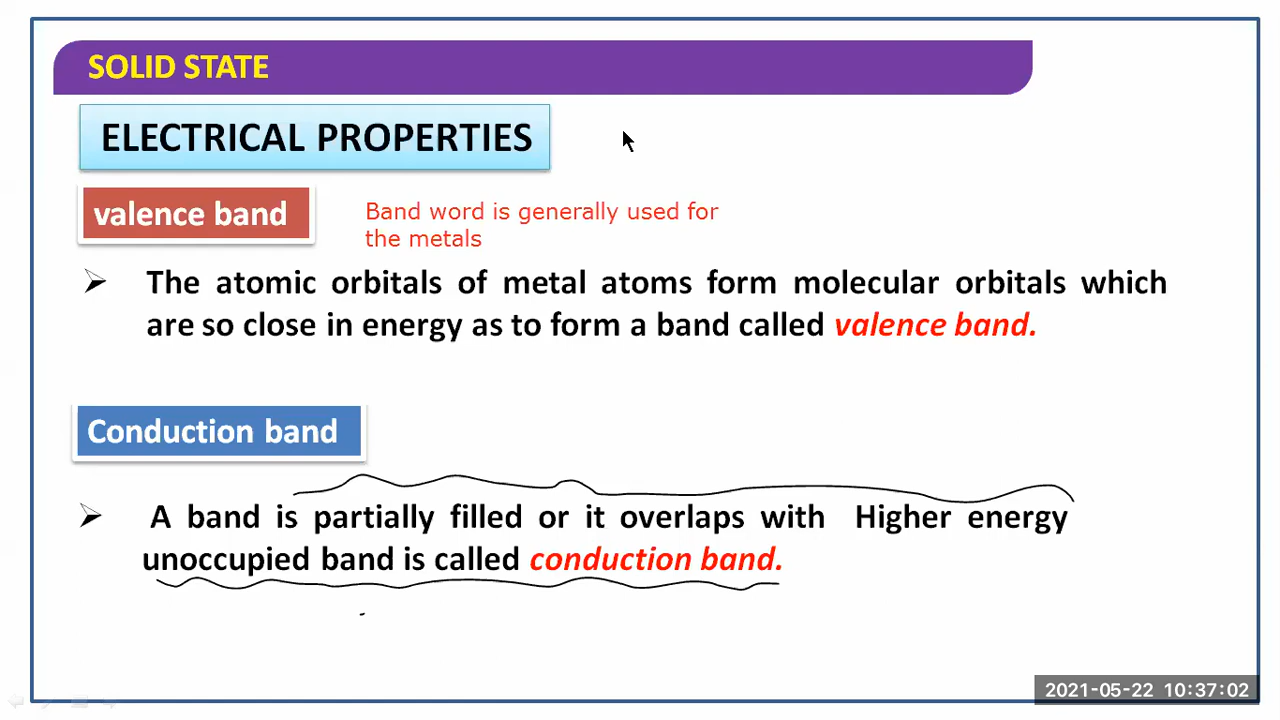 SOLID STATE
ELECTRICAL PROPERTIES
valence band
Band word is generally used for
the metals
The atomic orbitals of metal atoms form molecular orbitals which
are so close in energy as to form a band called valence band.
Conduction band
A band is partially filled or it overlaps with Higher energy
unoccupied band is called conduction band.
2021-05-22 10:37:02